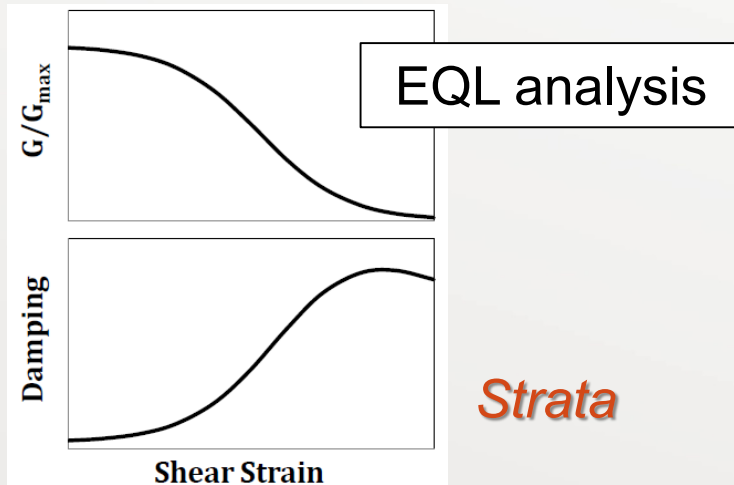 G/Gmax
EQL analysis
Damping
Strata
Shear Strain